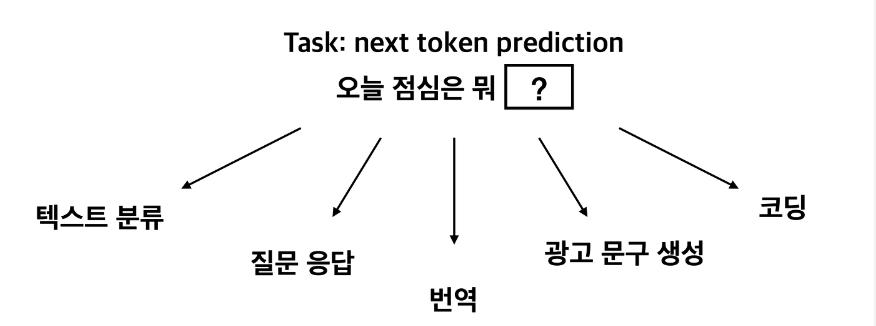 Task: next token prediction
오늘 점심은 뭐 ?
텍스트 분류
질문 응답
번역
광고 문구 생성
코딩